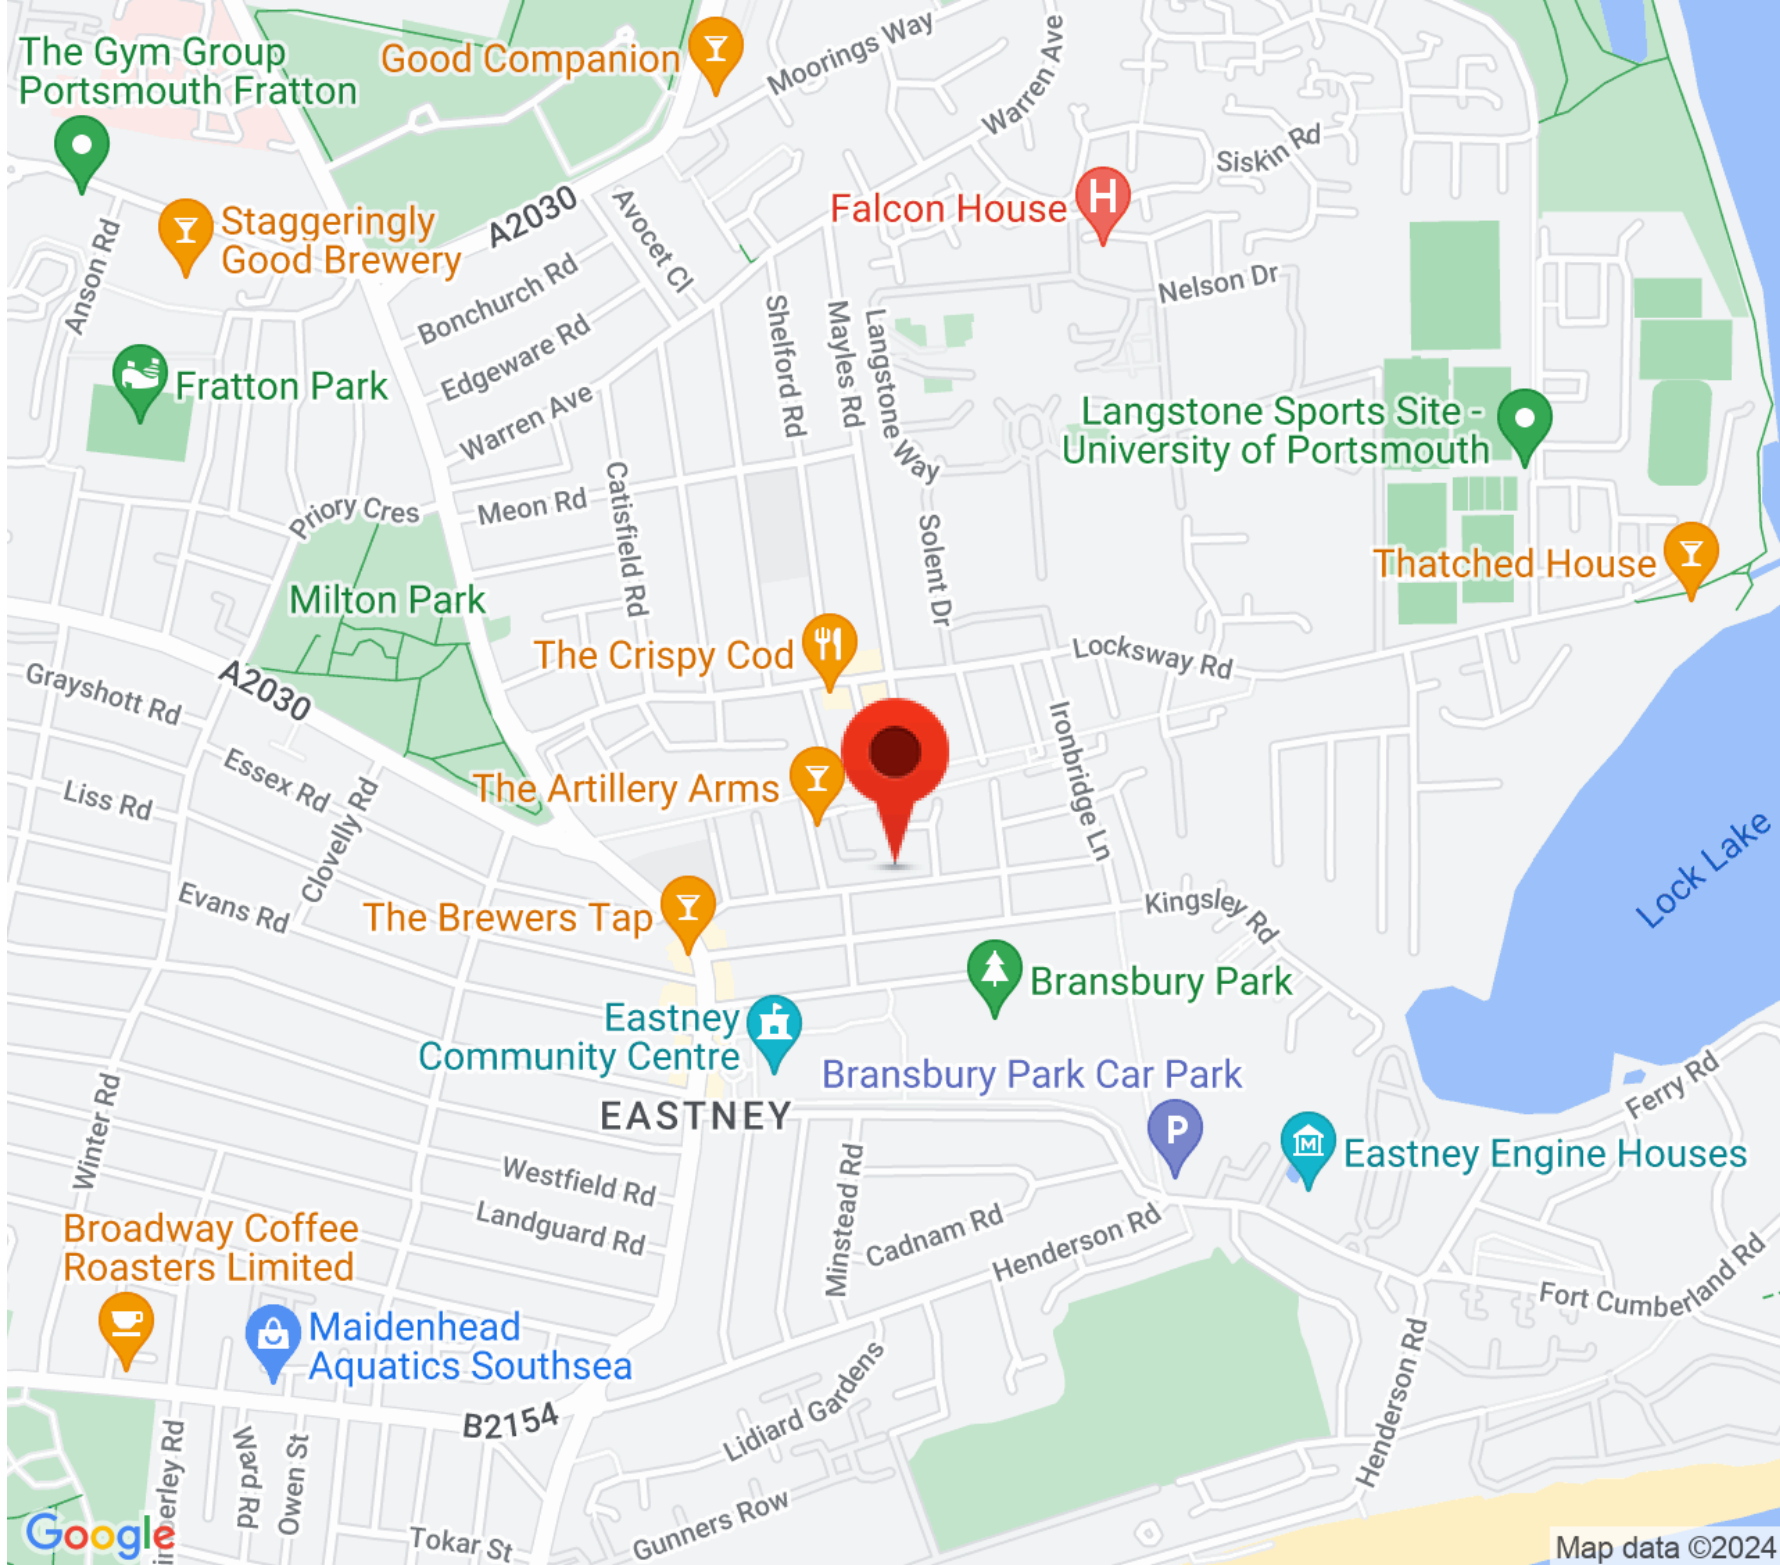 The Gym Group
Portsmouth Fratton
Good Companion
Moorings Way
Warren Ave
Siskin Rd
Falcon House
H
Staggeringly
Good Brewery
A2030
Avocet Cl
Anson Rd
Bonchurch Rd
Nelson Dr
Edgeware Rd
Shelford Rd
Mayles Rd
Langstone Way
Fratton Park
Warren Ave
Langstone Sports Site -
University of Portsmouth
Priory Cres
Meon Rd
Catisfield Rd
Solent Dr
Thatched House
Milton Park
The Crispy Cod
Locksway Rd
Grayshott Rd
A2030
Ironbridge Ln
Essex Rd
Liss Rd
Clovelly Rd
The Artillery Arms
Lock Lake
Evans Rd
The Brewers Tap
Kingsley Rd
Bransbury Park
Eastney
Community Centre
Bransbury Park Car Park
P
Ferry Rd
EASTNEY
Winter Rd
Eastney Engine Houses
M
Westfield Rd
Minstead Rd
Landguard Rd
Cadnam Rd
Henderson Rd
Broadway Coffee
Roasters Limited
Fort Cumberland Rd
Maidenhead
Aquatics Southsea
Henderson Rd
Lidiard Gardens
B2154
Ward Rd
Owen St
Gunners Row
Tokar St
Google
Map data ©2024